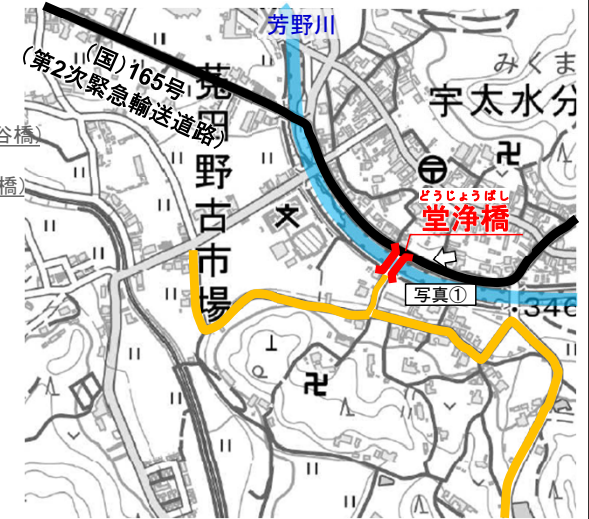 芳野川
(国)165号
(第2次緊急輸送道路)
みくま
宇太水分
菟田野古市場
谷橋)
橋)
どうじょうばし
堂浄橋
写真①
346